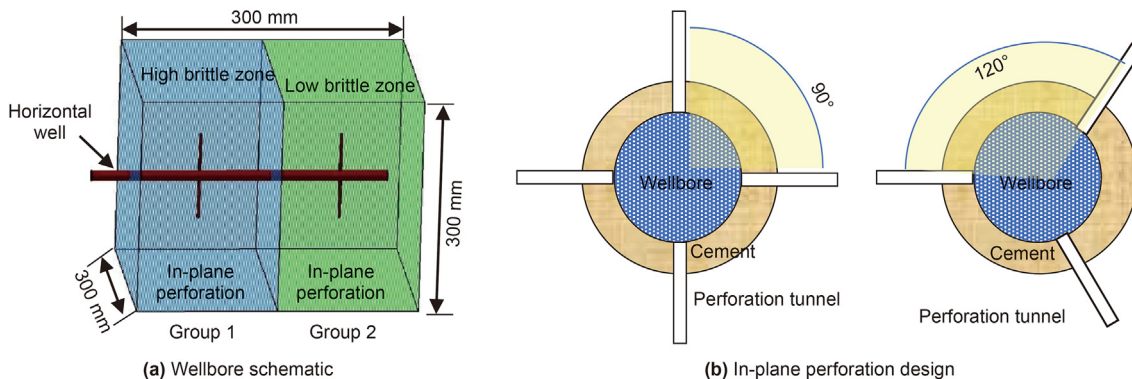 300 mm
High brittle zone
Low brittle zone
Horizontal
well
300 mm
300 mm
In-plane
perforation
In-plane
perforation
Group 1
Group 2
(a) Wellbore schematic
90°
Wellbore
Cement
Perforation tunnel
120°
Wellbore
Cement
Perforation tunnel
(b) In-plane perforation design